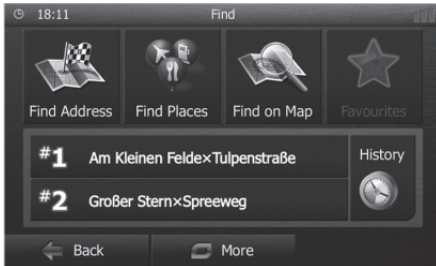 18:11 Find
Find Address Find Places Find on Map Favourites
#1 Am Kleinen Felde×Tulpenstraße History
#2 Großer Stern×Spreeweg
Back More